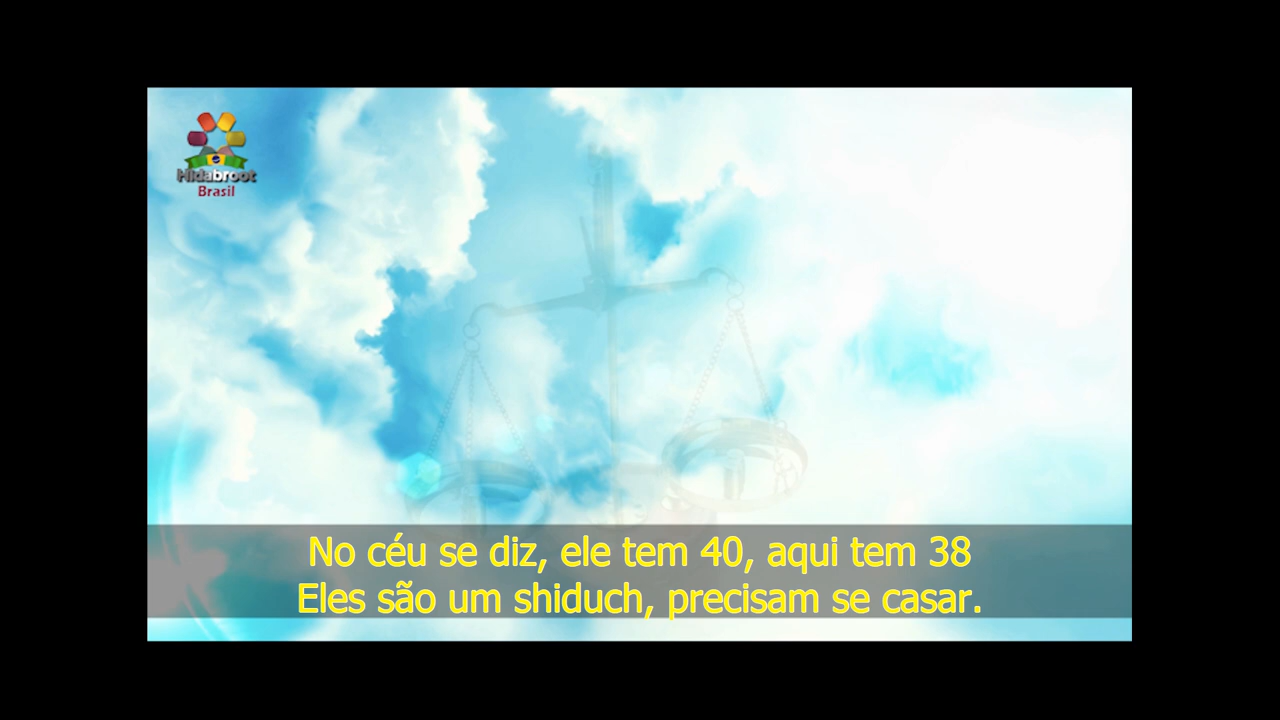 Hidabroot
Brasil
No céu se diz, ele tem 40, aqui tem 38
Eles são um shiduch, precisam se casar.